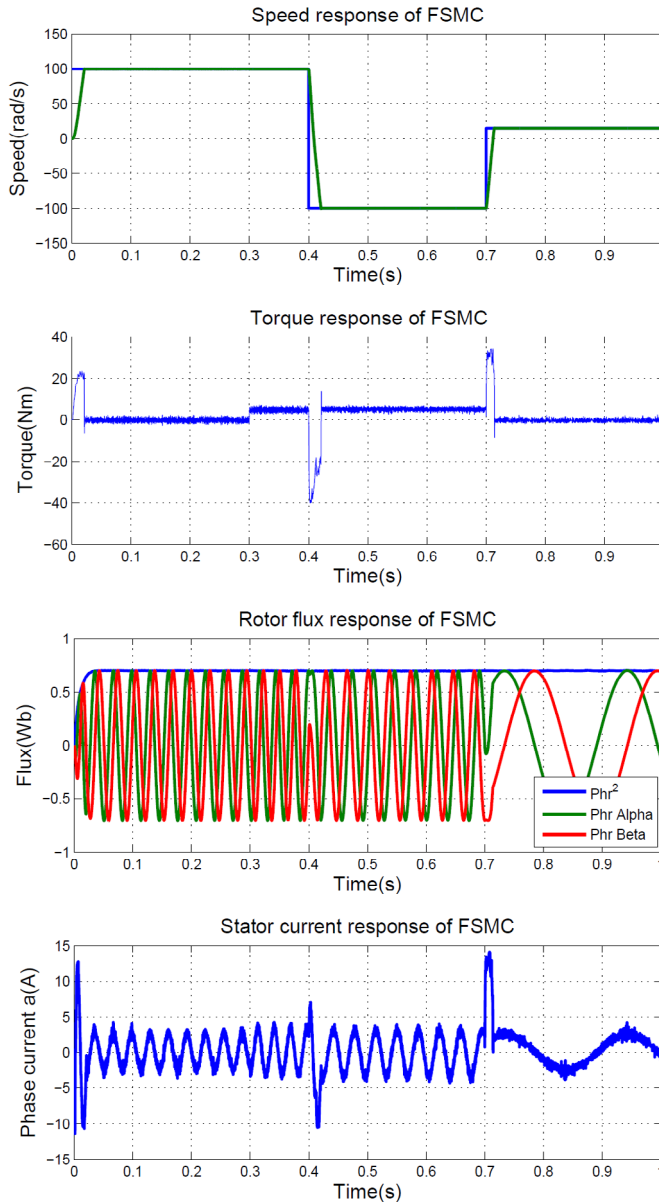 Speed response of FSMC
150
100
50
0
−50
−100
−150
Speed(rad/s)
0 0.1 0.2 0.3 0.4 0.5 0.6 0.7 0.8 0.9
Time(s)
Torque response of FSMC
40
20
0
−20
−40
−60
Torque(Nm)
0 0.1 0.2 0.3 0.4 0.5 0.6 0.7 0.8 0.9
Time(s)
Rotor flux response of FSMC
1
0.5
0
−0.5
−1
Flux(Wb)
Phr²
Phr Alpha
Phr Beta
0 0.1 0.2 0.3 0.4 0.5 0.6 0.7 0.8 0.9
Time(s)
Stator current response of FSMC
15
10
5
0
−5
−10
−15
Phase current a(A)
0 0.1 0.2 0.3 0.4 0.5 0.6 0.7 0.8 0.9
Time(s)